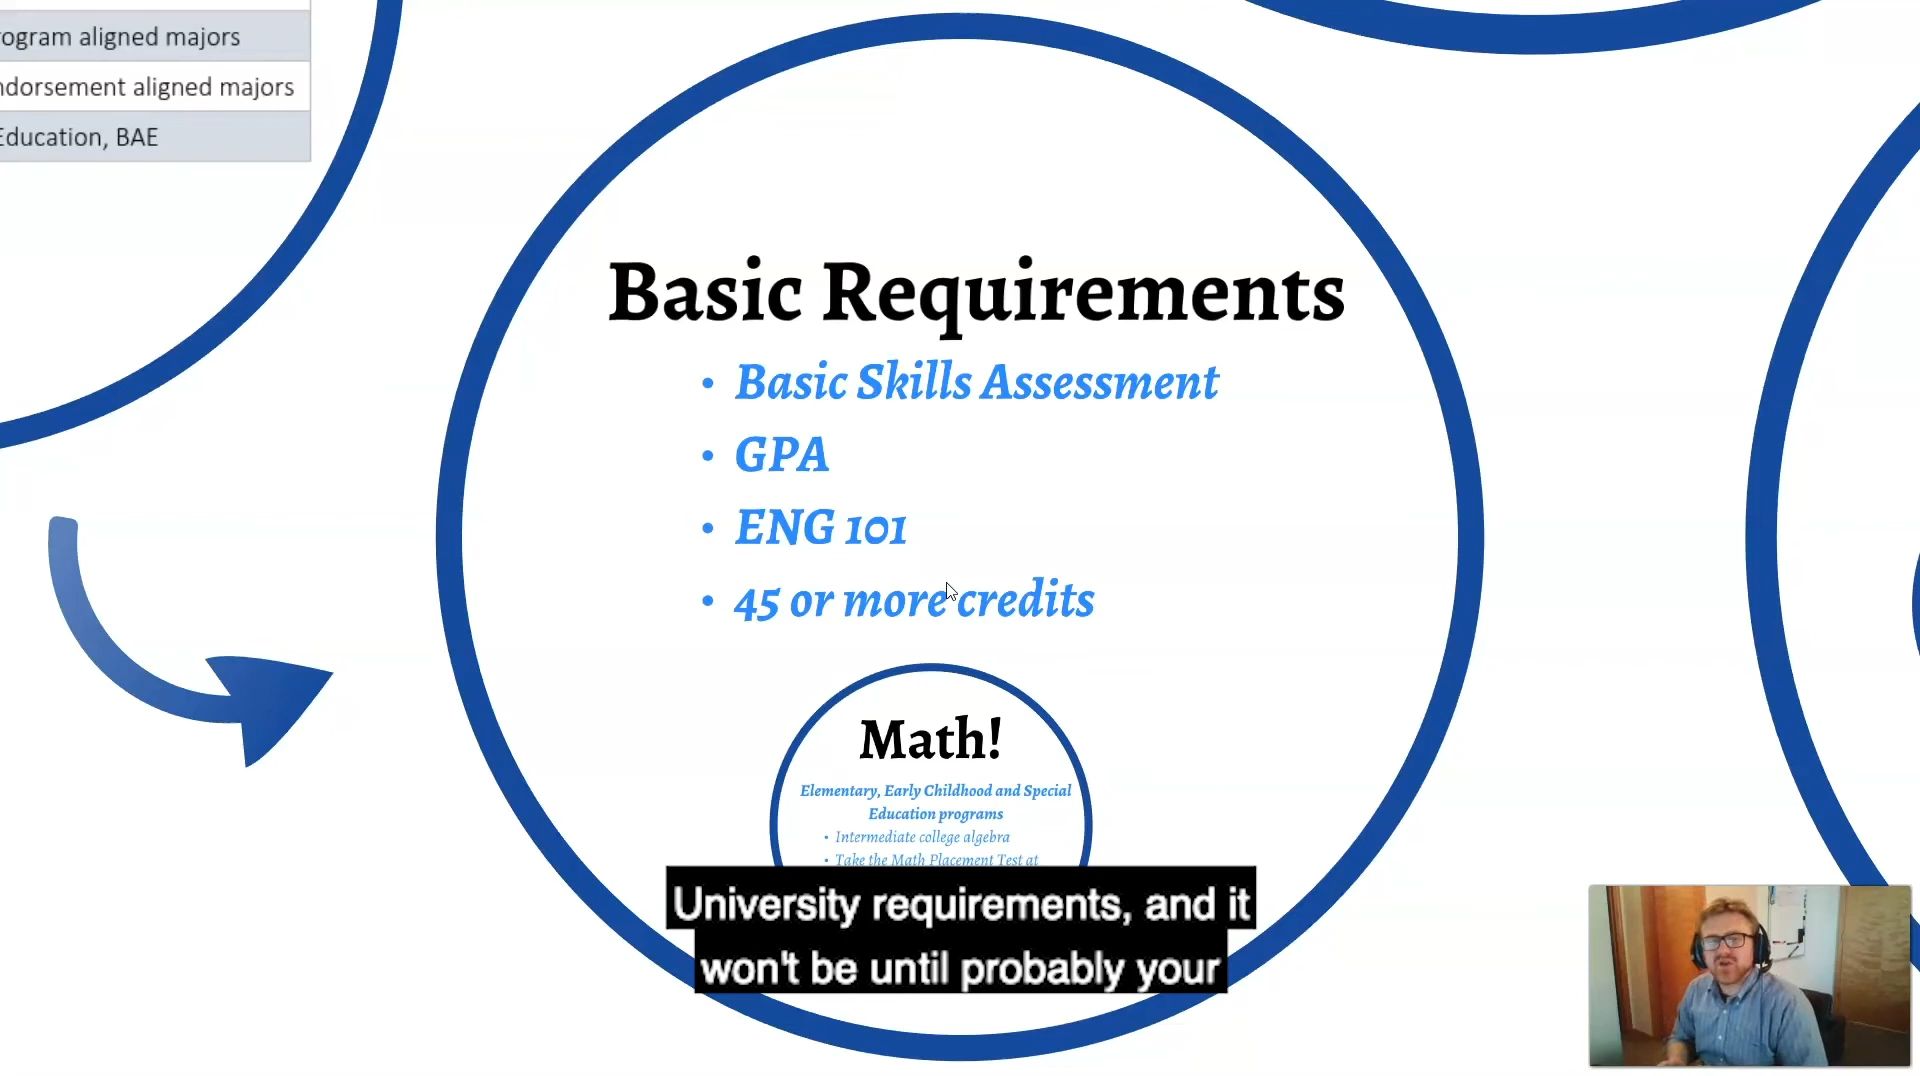 aligned majors
aligned majors
Education, BAE
Basic Requirements
• Basic Skills Assessment
• GPA
• ENG 101
• 45 or more credits
Math!
Elementary, Early Childhood and Special
Education programs
• Intermediate college algebra
• Take the Math Placement Test at
University requirements, and it
won't be until probably your